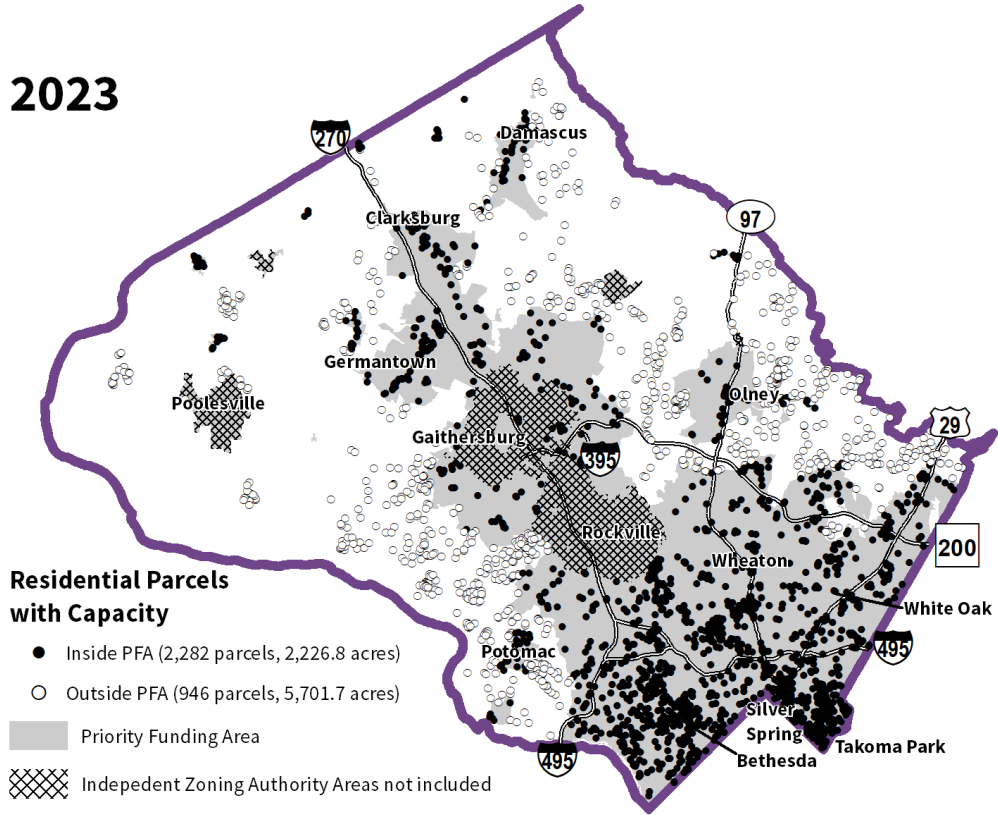 2023
270
Damascus
Clarksburg
97
Germantown
Poolesville
Olney
29
Gaithersburg
395
Rockville
200
Wheaton
Residential Parcels
with Capacity
White Oak
Inside PFA (2,282 parcels, 2,226.8 acres)
Potomac
495
Outside PFA (946 parcels, 5,701.7 acres)
Silver
Spring
Priority Funding Area
Takoma Park
495
Bethesda
Indepedent Zoning Authority Areas not included